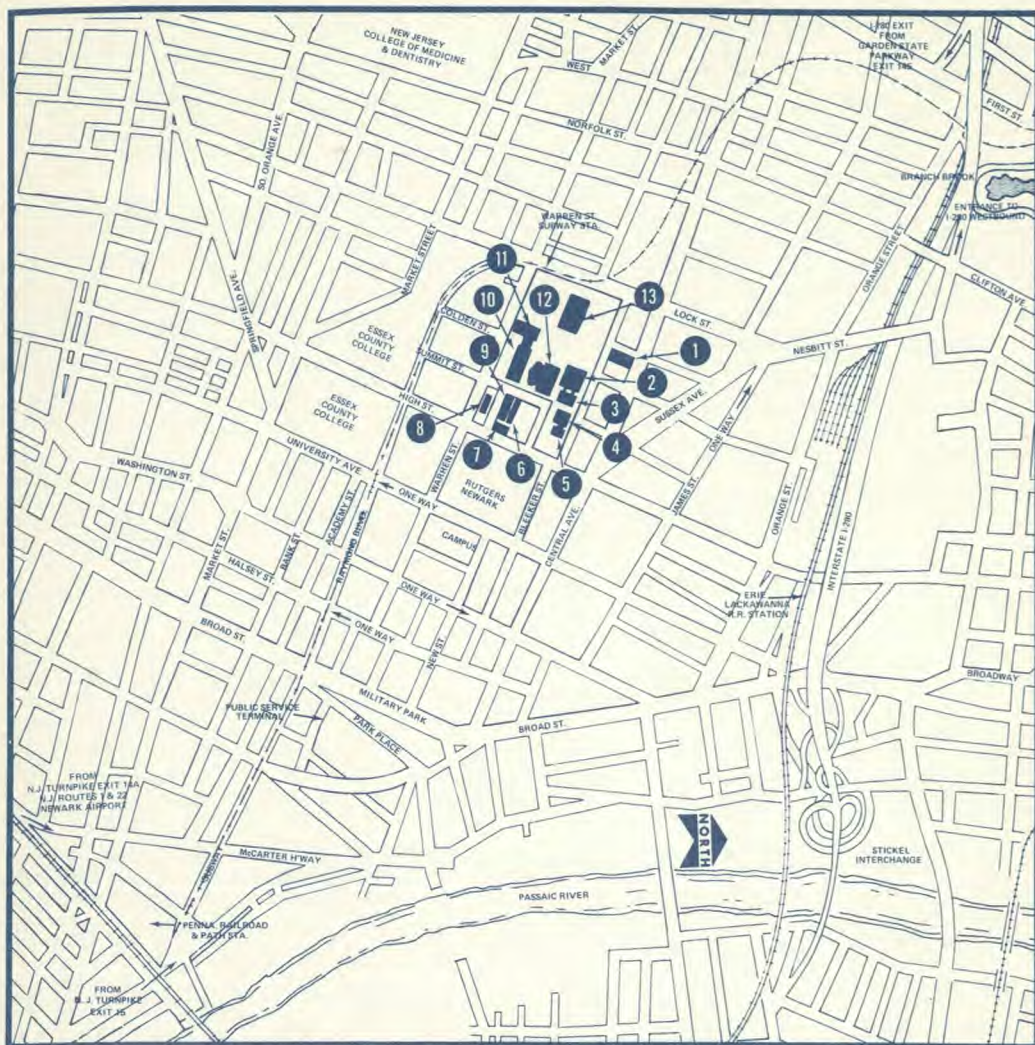 NEW JERSEY
COLLEGE OF MEDICINE
& DENTISTRY
MARKET ST.
WEST
I-280 EXIT
FROM
GARDEN STATE
PARKWAY
EXIT 145
FIRST ST.
NORFOLK ST.
SO. ORANGE AVE.
BRANCH BROOK
ENTRANCE TO
I-280 WESTBOUND
WARREN ST.
SUBWAY STA.
MARKET STREET
ORANGE STREET
CLIFTON AVE.
SPRINGFIELD AVE.
11
10
12
13
COLDEN ST.
LOCK ST.
ESSEX
COUNTY
COLLEGE
9
1
NESBITT ST.
SUMMIT ST.
2
SUSSEX AVE.
HIGH ST.
3
ONE WAY
ESSEX
COUNTY
COLLEGE
8
4
7
6
5
UNIVERSITY AVE.
WARREN ST.
WASHINGTON ST.
RUTGERS
NEWARK
ONE WAY
BLEEKER ST.
JAMES ST.
ORANGE ST.
ACADEMY ST.
CENTRAL AVE.
CAMPUS
RAYMOND BLVD.
MARKET ST.
BANK ST.
INTERSTATE I-280
HALSEY ST.
ONE WAY
ERIE
LACKAWANNA
R.R. STATION
ONE WAY
BROAD ST.
NEW ST.
BROADWAY
MILITARY PARK
PUBLIC SERVICE
TERMINAL
PARK PLACE
BROAD ST.
FROM
N.J. TURNPIKE EXIT 14A
N.J. ROUTES 1 & 22
NEWARK AIRPORT
NORTH
McCARTER H'WAY
SUBWAY
STICKEL
INTERCHANGE
PASSAIC RIVER
PENNA. RAILROAD
& PATH STA.
FROM
N. J. TURNPIKE
EXIT 15